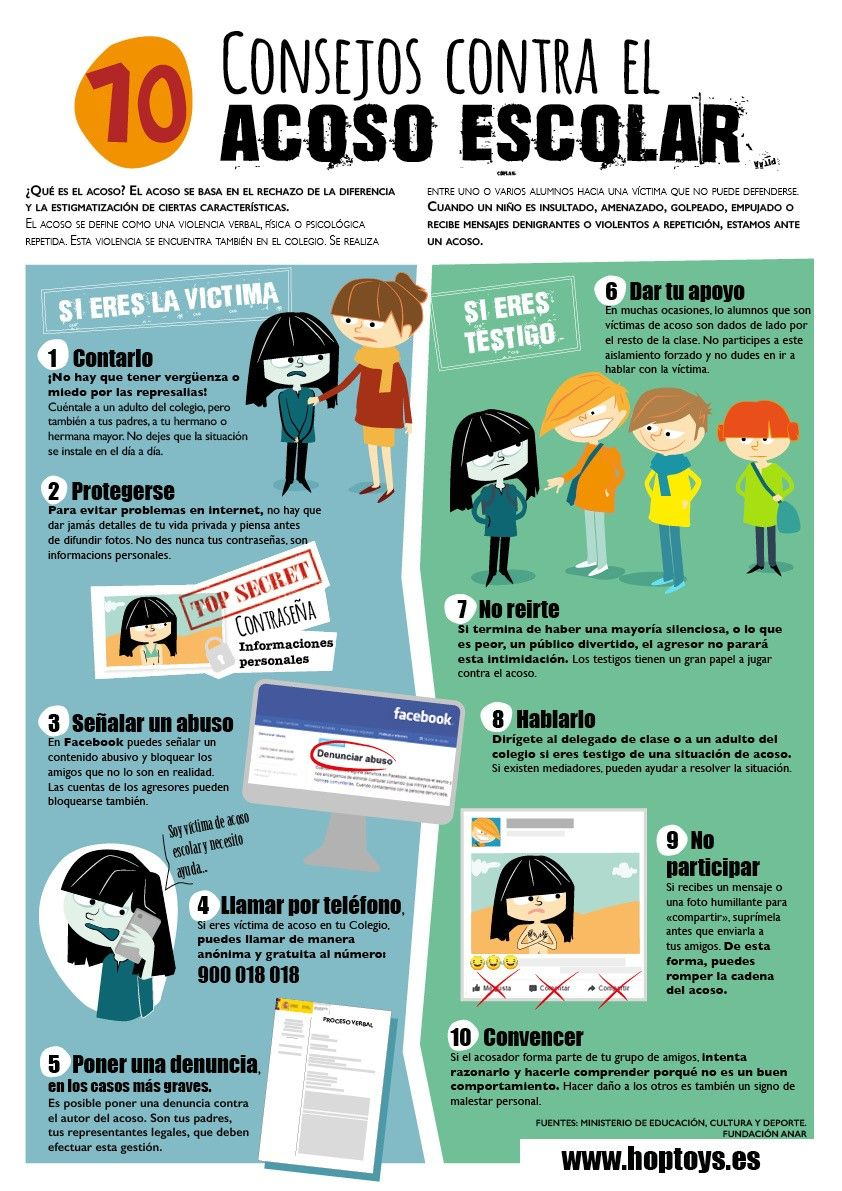 10
CONSEJOS CONTRA EL
ACOSO ESCOLAR
¿QUÉ ES EL ACOSO? EL ACOSO SE BASA EN EL RECHAZO DE LA DIFERENCIA
Y LA ESTIGMATIZACIÓN DE CIERTAS CARACTERÍSTICAS.
EL ACOSO SE DEFINE COMO UNA VIOLENCIA VERBAL, FÍSICA O PSICOLÓGICA
REPETIDA. ESTA VIOLENCIA SE ENCUENTRA TAMBIÉN EN EL COLEGIO. SE REALIZA
ENTRE UNO O VARIOS ALUMNOS HACIA UNA VÍCTIMA QUE NO PUEDE DEFENDERSE.
CUANDO UN NIÑO ES INSULTADO, AMENAZADO, GOLPEADO, EMPUJADO O
RECIBE MENSAJES DENIGRANTES O VIOLENTOS A REPETICIÓN, ESTAMOS ANTE
UN ACOSO.
SI ERES LA VÍCTIMA
1 Contarlo
¡No hay que tener vergüenza o
miedo por las represalias!
Cuéntale a un adulto del colegio, pero
también a tus padres, a tu hermano o
hermana mayor. No dejes que la situación
se instale en el día a día.
2 Protegerse
Para evitar problemas en internet, no hay que
dar jamás detalles de tu vida privada y piensa antes
de difundir fotos. No des nunca tus contraseñas, son
informacions personales.
TOP SECRET
CONTRASEÑA
Informaciones
personales
3 Señalar un abuso
En Facebook puedes señalar un
contenido abusivo y bloquear los
amigos que no lo son en realidad.
Las cuentas de los agresores pueden
bloquearse también.
facebook
Denunciar abuso
Soy víctima de acoso
escolar y necesito
ayuda...
4 Llamar por teléfono,
Si eres víctima de acoso en tu Colegio,
puedes llamar de manera
anónima y gratuita al número:
900 018 018
PROCESO VERBAL
5 Poner una denuncia,
en los casos más graves.
Es posible poner una denuncia contra
el autor del acoso. Son tus padres,
tus representantes legales, que deben
efectuar esta gestión.
SI ERES
TESTIGO
6 Dar tu apoyo
En muchas ocasiones, lo alumnos que son
víctimas de acoso son dados de lado por
el resto de la clase. No participes a este
aislamiento forzado y no dudes en ir a
hablar con la víctima.
7 No reirte
Si termina de haber una mayoría silenciosa, o lo que
es peor, un público divertido, el agresor no parará
esta intimidación. Los testigos tienen un gran papel a jugar
contra el acoso.
8 Hablarlo
Dirígete al delegado de clase o a un adulto del
colegio si eres testigo de una situación de acoso.
Si existen mediadores, pueden ayudar a resolver la situación.
Me gusta Comentar Compartir
9 No
participar
Si recibes un mensaje o
una foto humillante para
«compartir», suprímela
antes que enviarla a
tus amigos. De esta
forma, puedes
romper la cadena
del acoso.
10 Convencer
Si el acosador forma parte de tu grupo de amigos, intenta
razonarlo y hacerle comprender porqué no es un buen
comportamiento. Hacer daño a los otros es también un signo de
malestar personal.
FUENTES: MINISTERIO DE EDUCACIÓN, CULTURA Y DEPORTE.
FUNDACIÓN ANAR
www.hoptoys.es